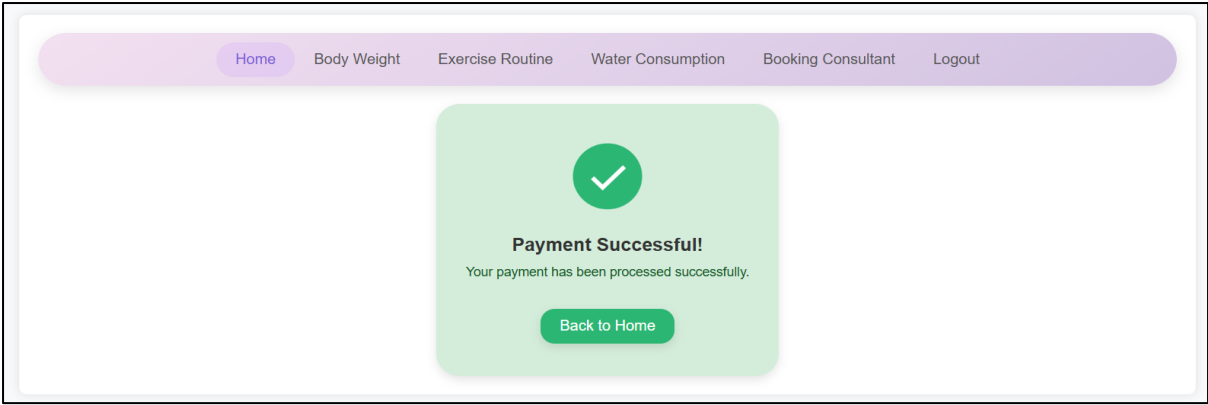 Home Body Weight Exercise Routine Water Consumption Booking Consultant Logout
Payment Successful!
Your payment has been processed successfully.
Back to Home